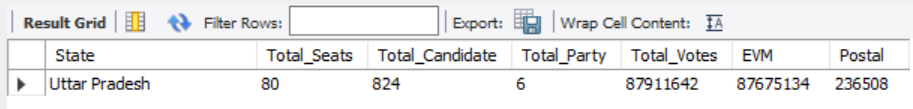 Result Grid Filter Rows: Export: Wrap Cell Content: IA
State Total_Seats Total_Candidate Total_Party Total_Votes EVM Postal
Uttar Pradesh 80 824 6 87911642 87675134 236508